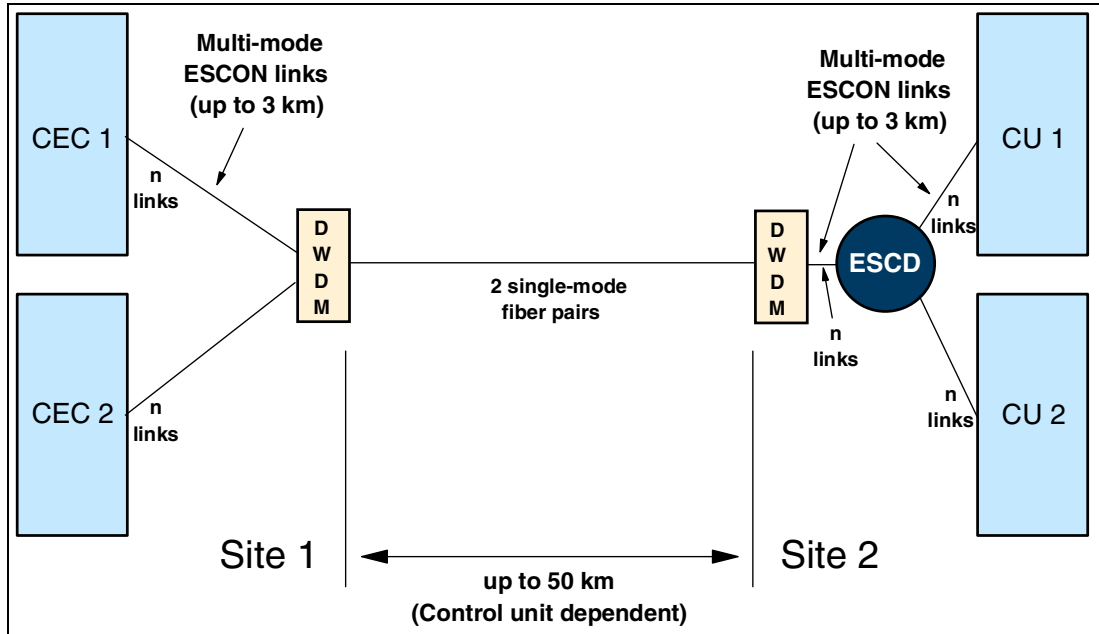 Multi-mode
ESCON links
(up to 3 km)
Multi-mode
ESCON links
(up to 3 km)
CEC 1
CU 1
n
links
n
links
D
W
D
M
D
W
D
M
ESCD
2 single-mode
fiber pairs
n
links
CEC 2
CU 2
n
links
n
links
Site 1
Site 2
up to 50 km
(Control unit dependent)